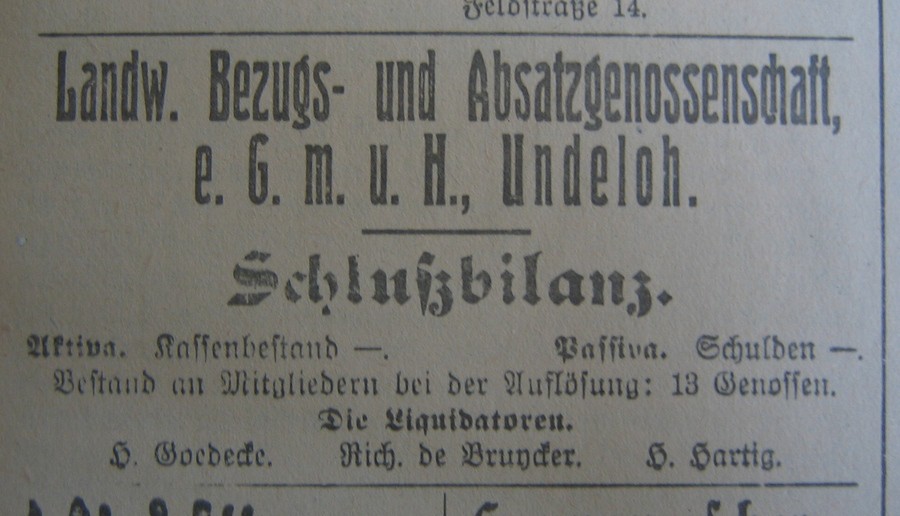 Feldstraße 14.
Landw. Bezugs- und Absatzgenossenschaft,
e. G. m. u. H., Undeloh.
Schlußbilanz.
Aktiva. Kassenbestand —. Passiva. Schulden —.
Bestand an Mitgliedern bei der Auflösung: 13 Genossen.
Die Liquidatoren.
H. Goedecke. Rich. de Bruycker. H. Hartig.